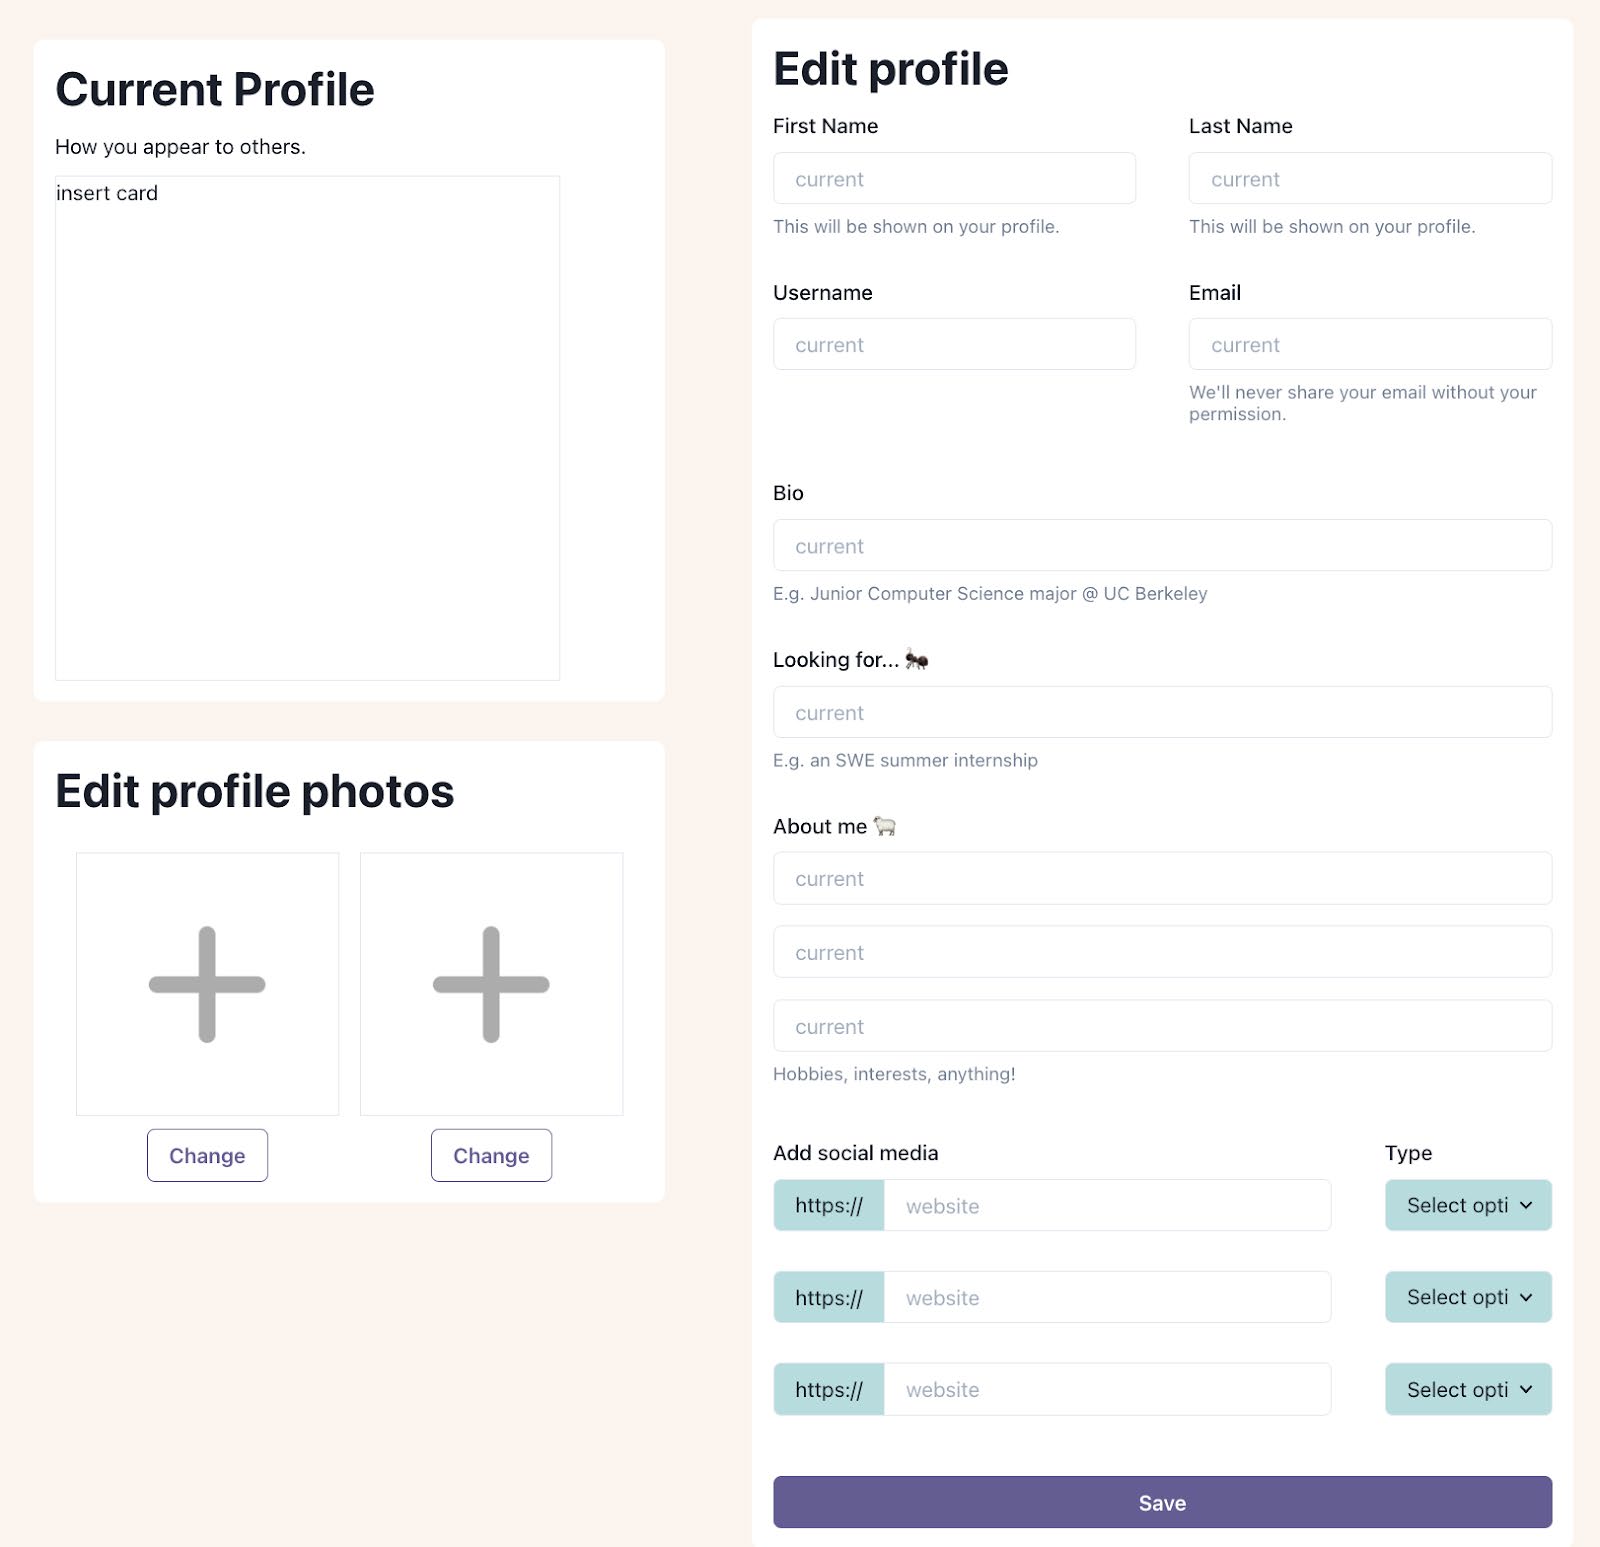 Current Profile
How you appear to others.
insert card
Edit profile photos
Change
Change
Edit profile
First Name
Last Name
current
current
This will be shown on your profile.
This will be shown on your profile.
Username
Email
current
current
We'll never share your email without your
permission.
Bio
current
E.g. Junior Computer Science major @ UC Berkeley
Looking for... 🐜
current
E.g. an SWE summer internship
About me 🐑
current
current
current
Hobbies, interests, anything!
Add social media
Type
https:// website
Select opti
https:// website
Select opti
https:// website
Select opti
Save